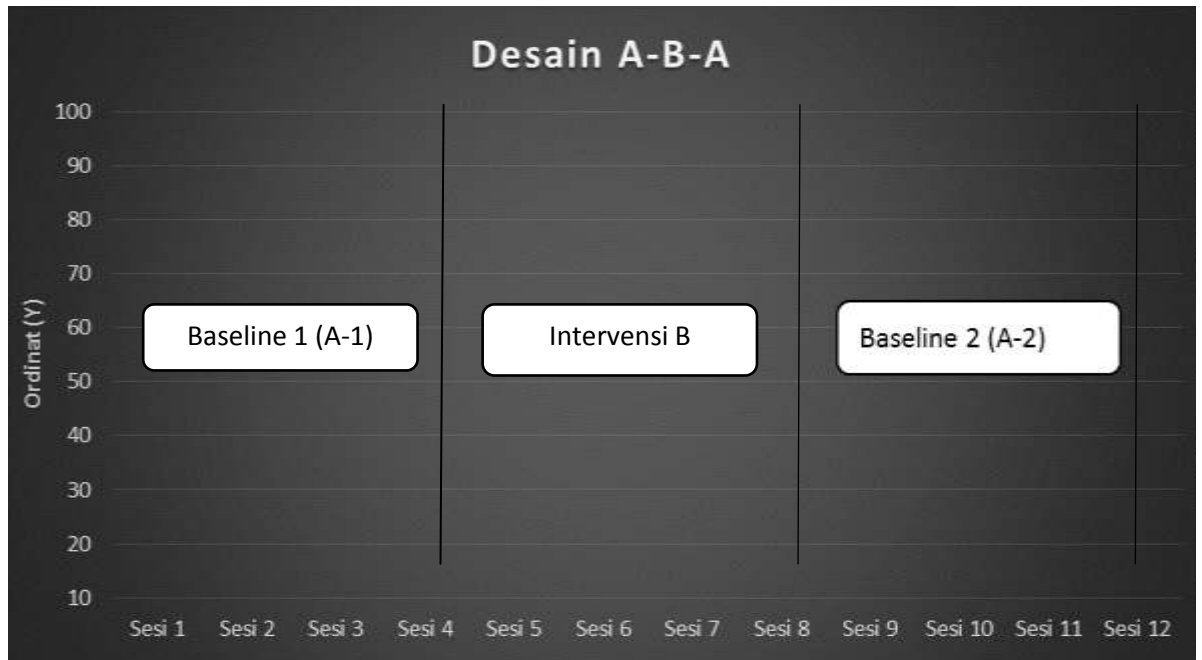 Desain A-B-A
100
90
80
70
60
50
40
30
20
10
Ordinat (Y)
Baseline 1 (A-1)
Intervensi B
Baseline 2 (A-2)
Sesi 1 Sesi 2 Sesi 3 Sesi 4 Sesi 5 Sesi 6 Sesi 7 Sesi 8 Sesi 9 Sesi 10 Sesi 11 Sesi 12